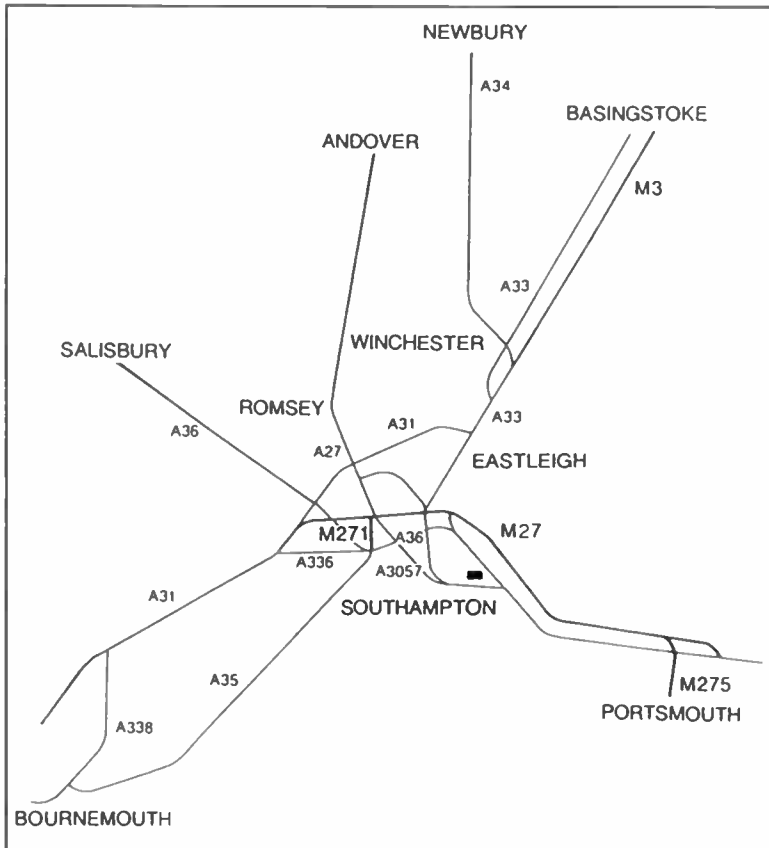 NEWBURY
A34
BASINGSTOKE
ANDOVER
M3
A33
WINCHESTER
SALISBURY
ROMSEY
A31
A33
A36
A27
EASTLEIGH
M27
M271
A36
A336
A3057
A31
SOUTHAMPTON
A35
M275
PORTSMOUTH
A338
BOURNEMOUTH